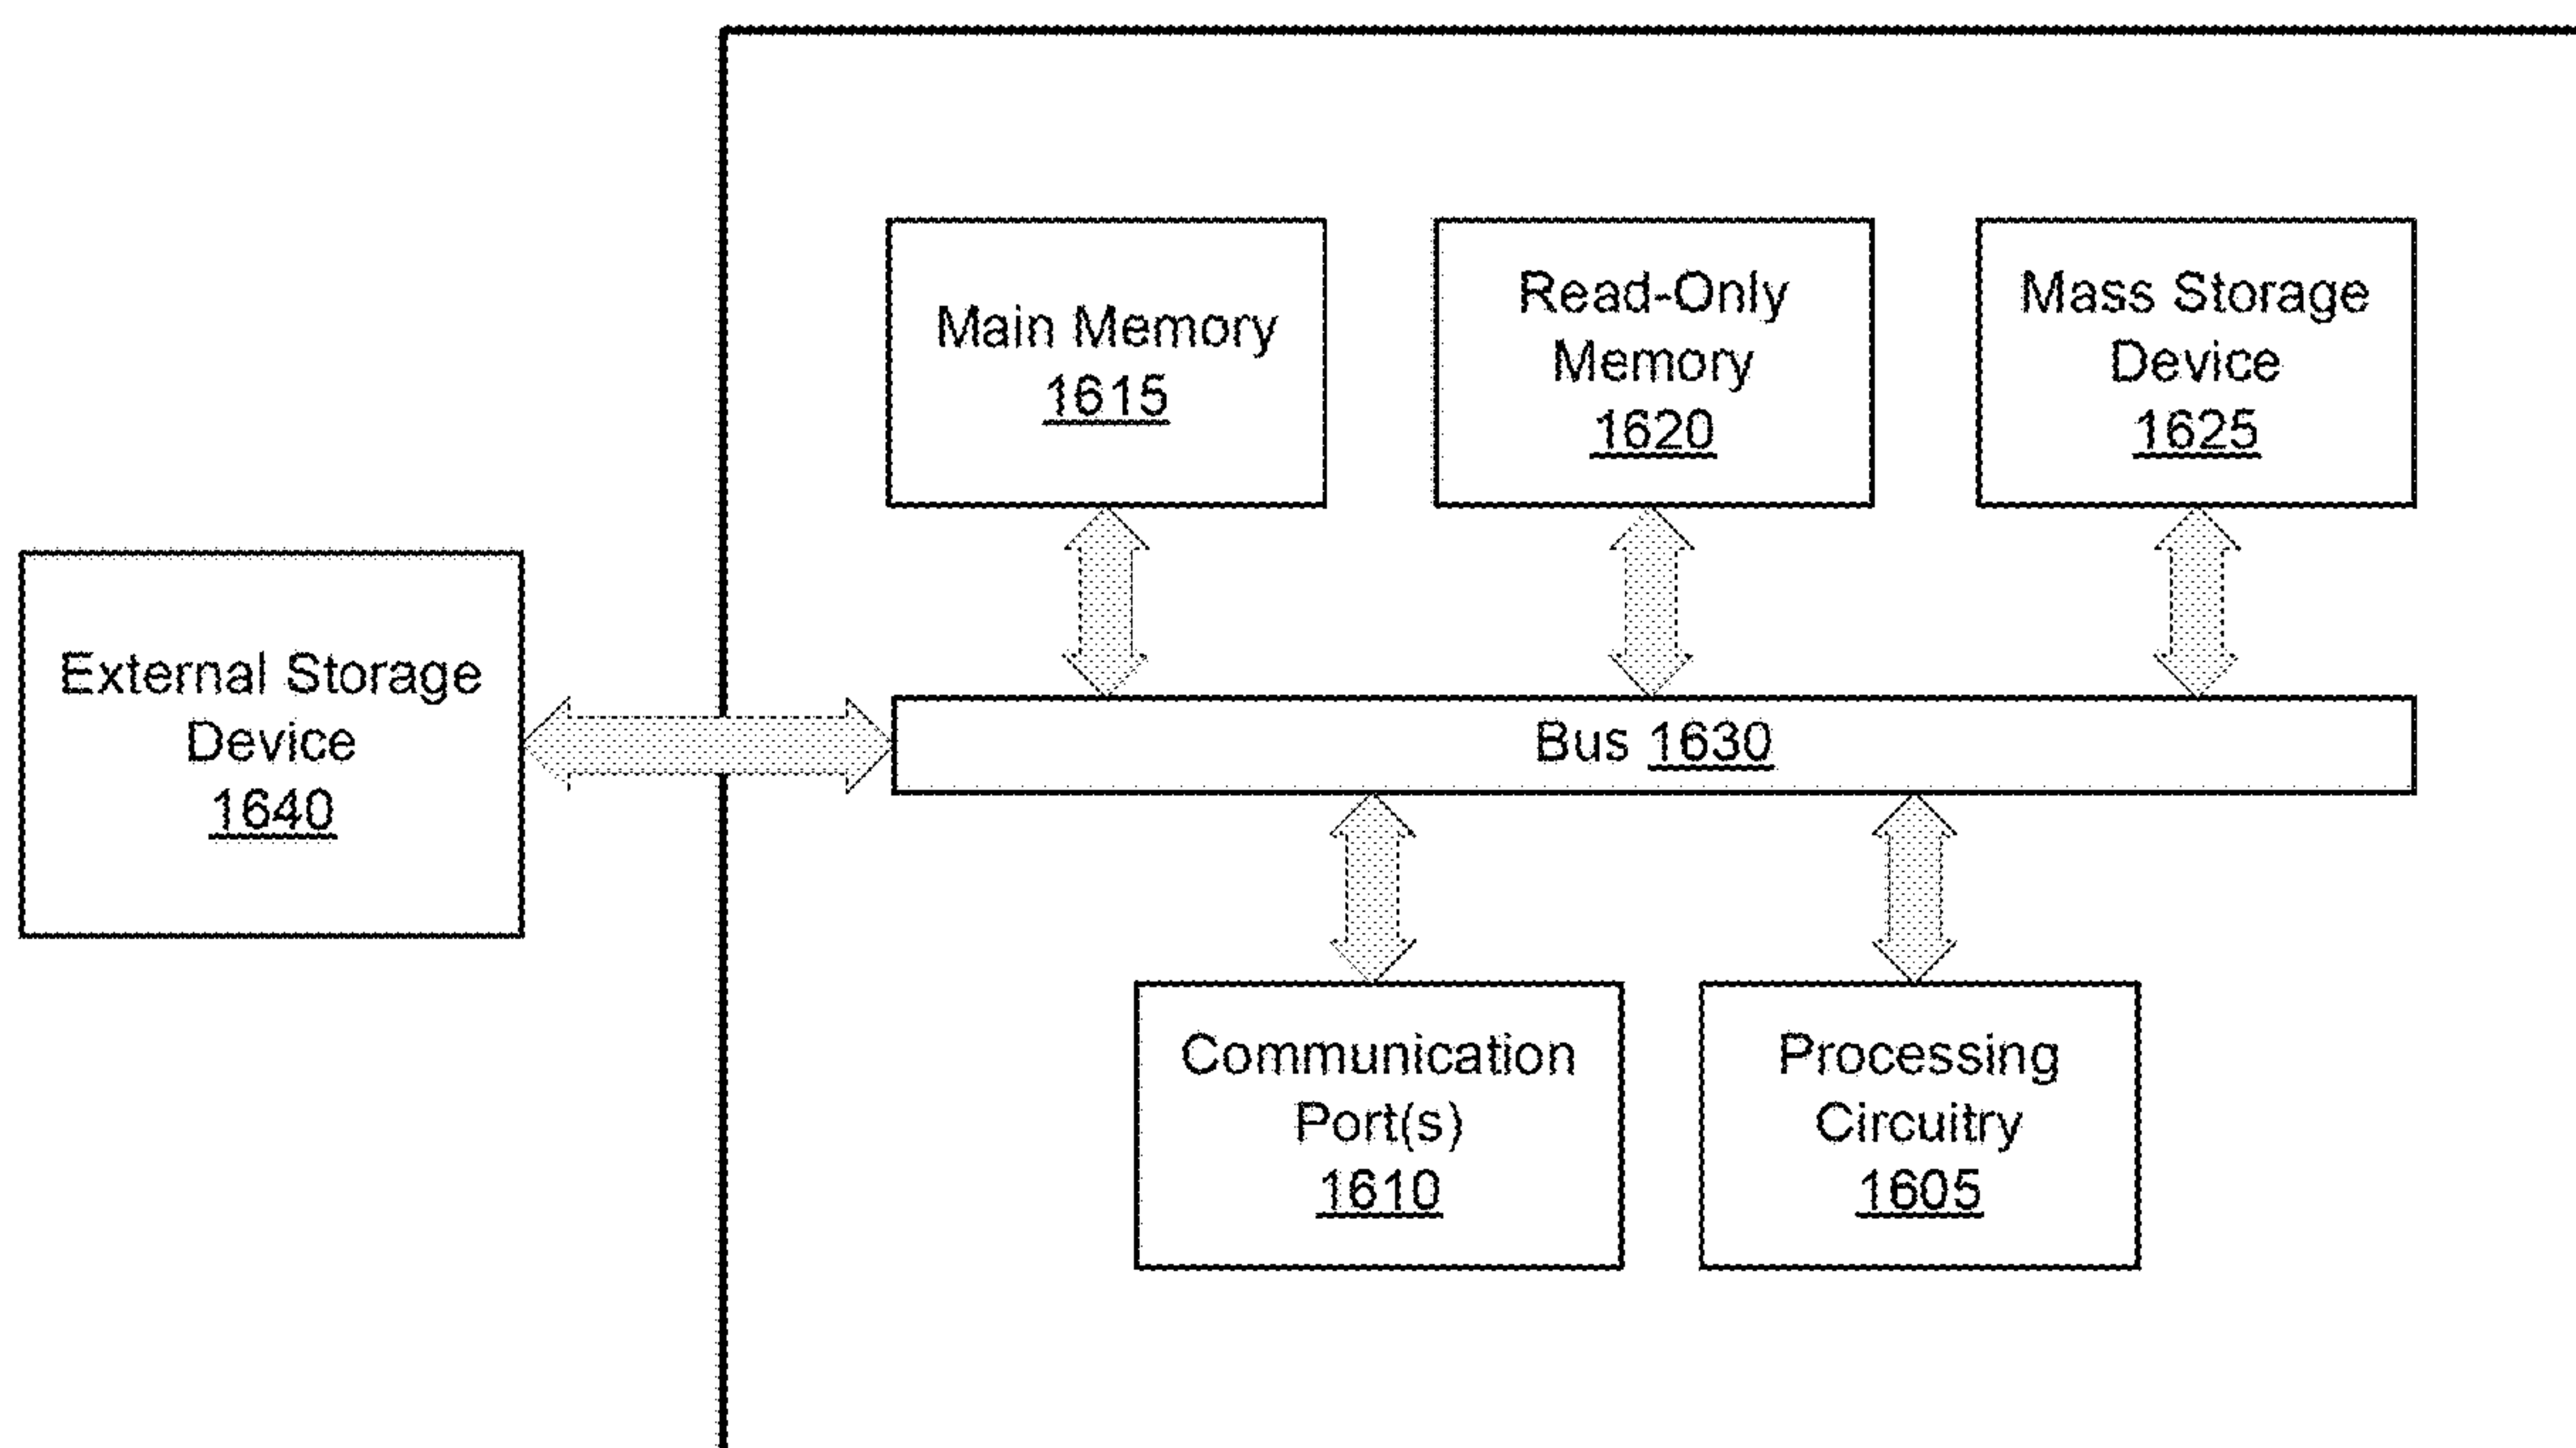 Main Memory
1615
Read-Only
Memory
1620
Mass Storage
Device
1625
External Storage
Device
1640
Bus 1630
Communication
Port(s)
1610
Processing
Circuitry
1605